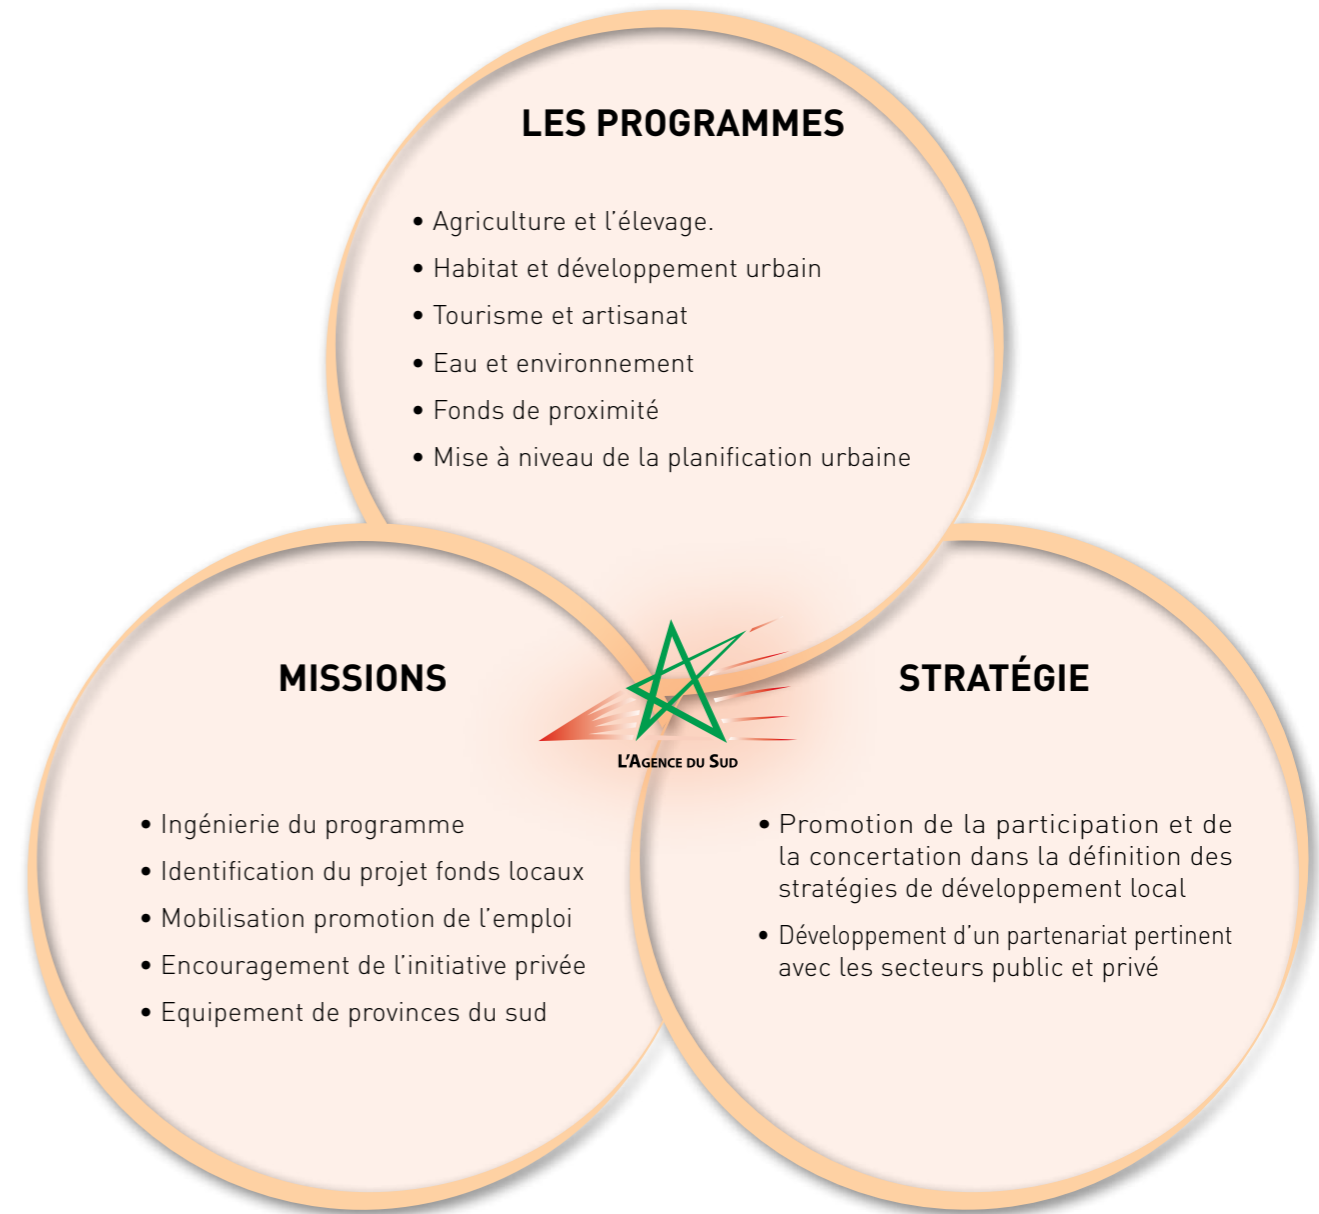 LES PROGRAMMES
• Agriculture et l’élevage.
• Habitat et développement urbain
• Tourisme et artisanat
• Eau et environnement
• Fonds de proximité
• Mise à niveau de la planification urbaine
MISSIONS
• Ingénierie du programme
• Identification du projet fonds locaux
• Mobilisation promotion de l’emploi
• Encouragement de l’initiative privée
• Equipement de provinces du sud
L’AGENCE DU SUD
STRATÉGIE
• Promotion de la participation et de
la concertation dans la définition des
stratégies de développement local
• Développement d’un partenariat pertinent
avec les secteurs public et privé